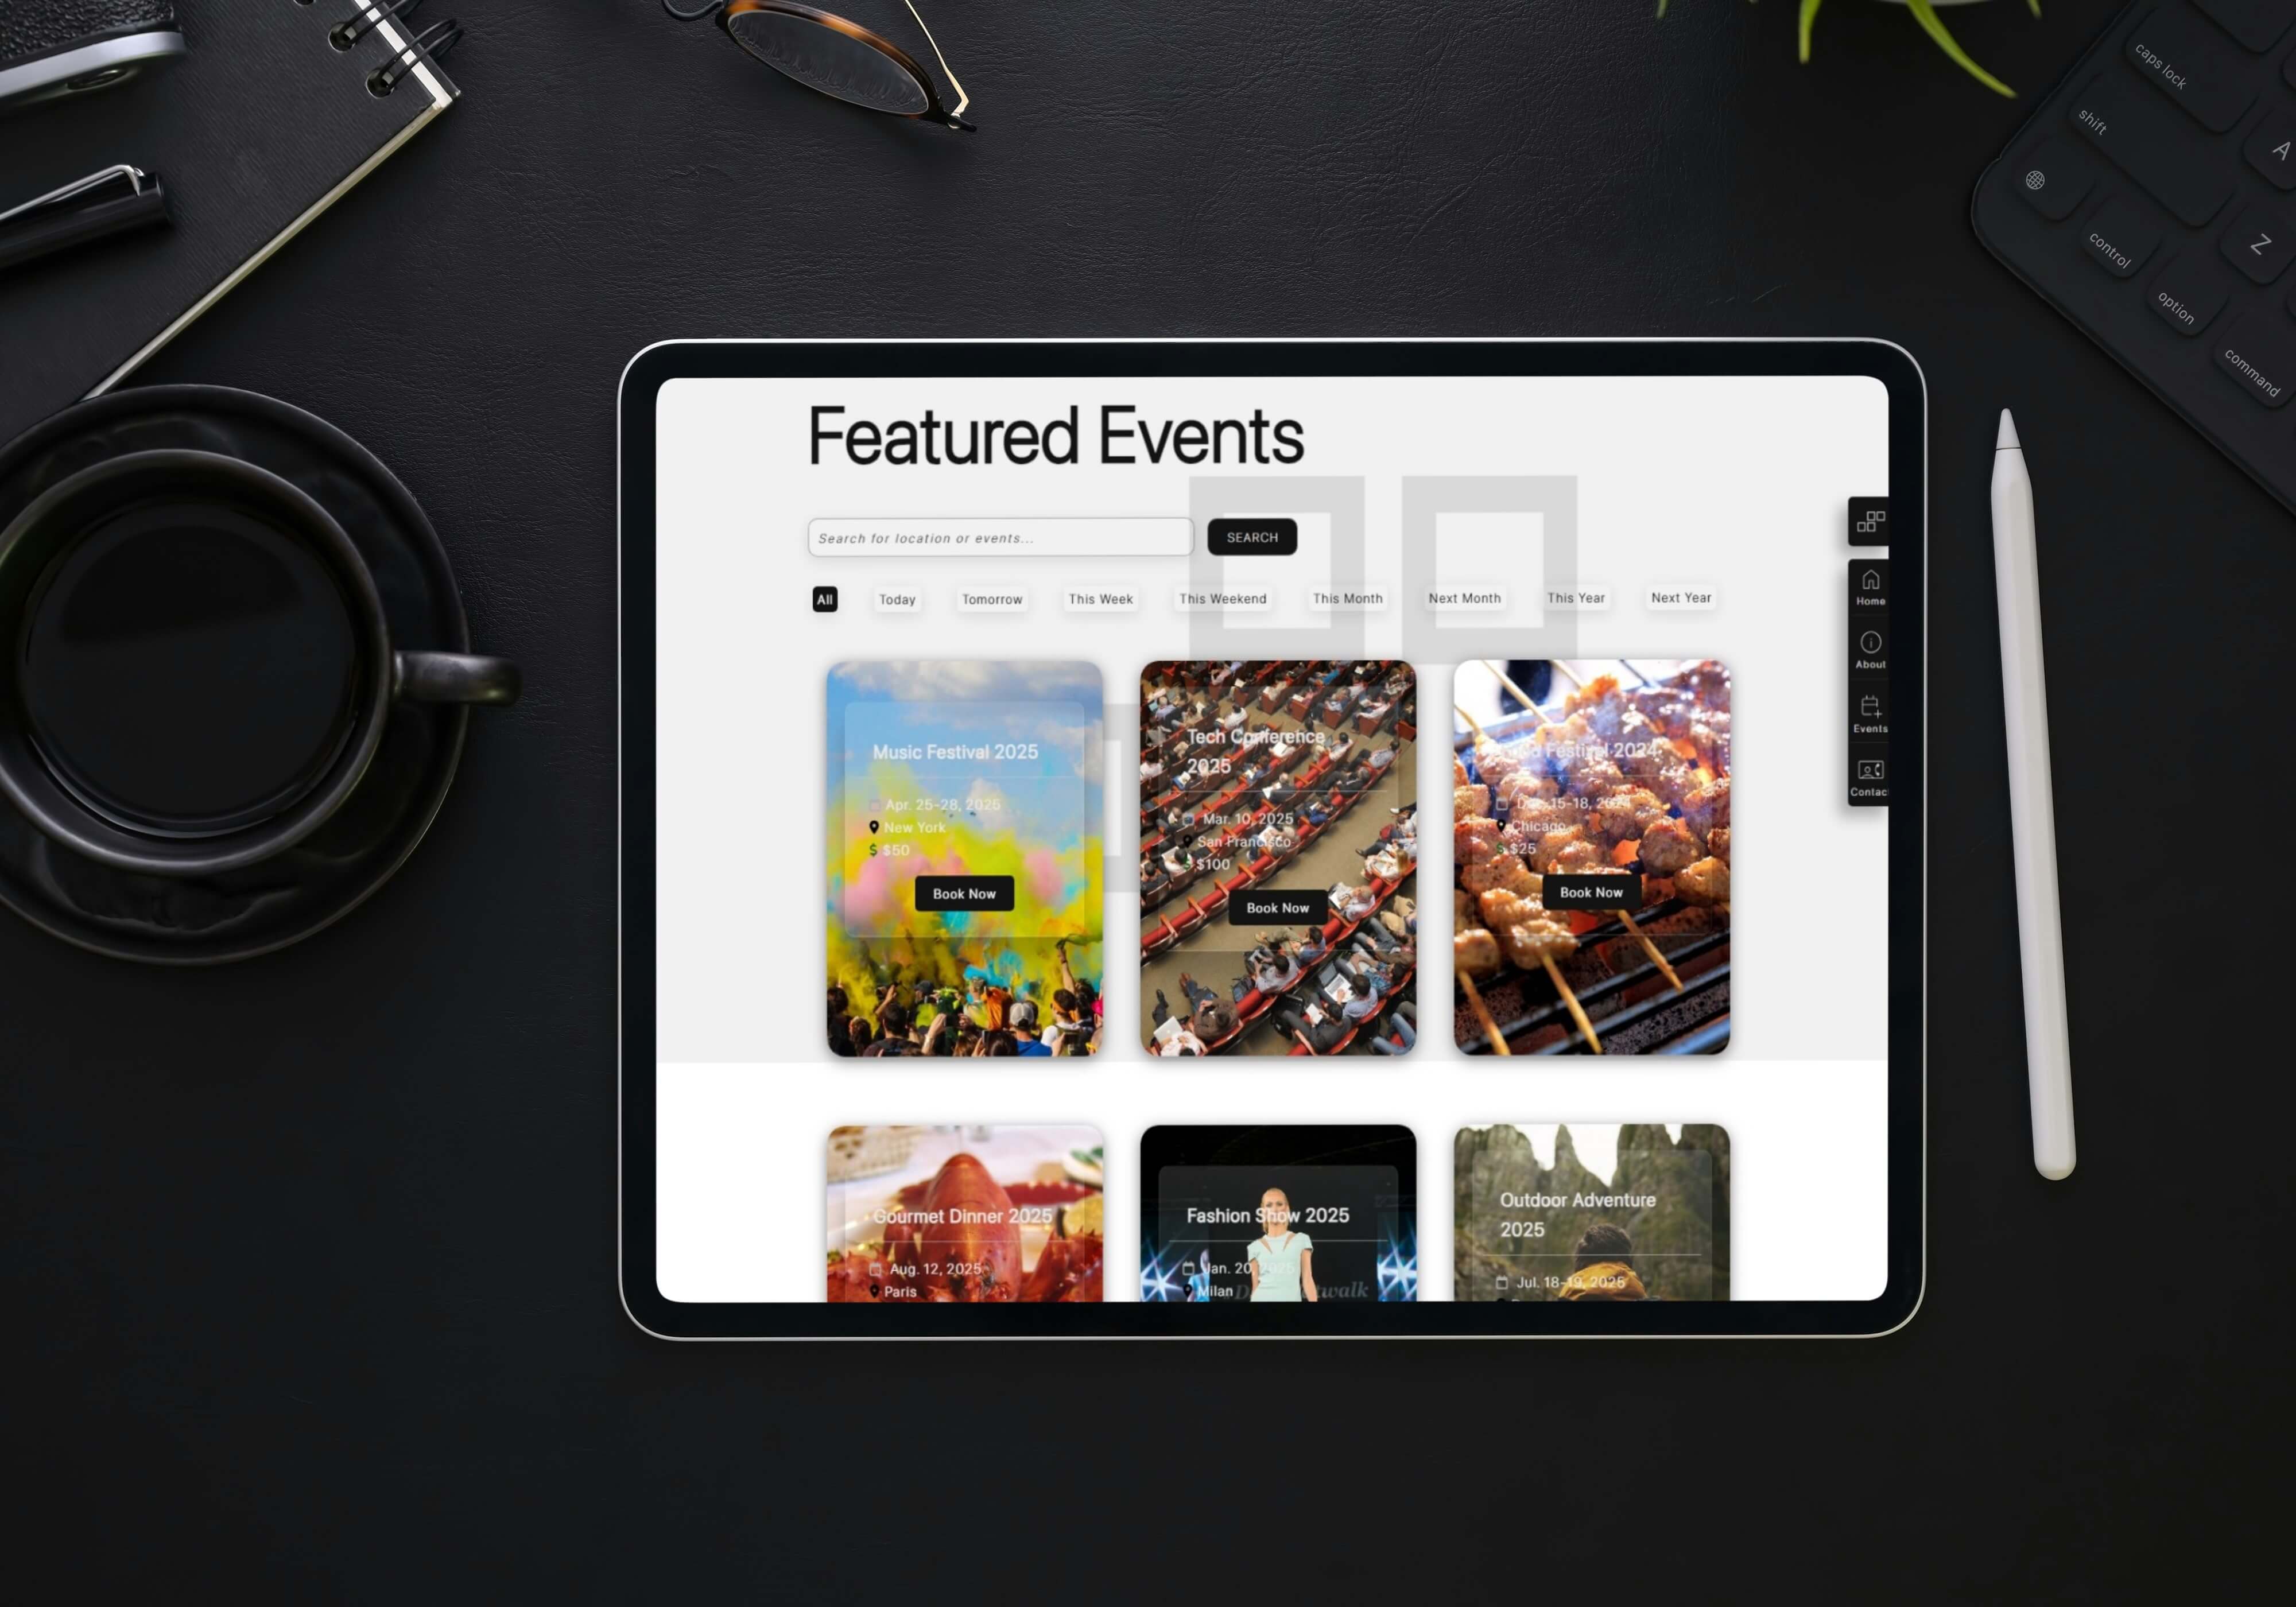 caps lock
shift
A
Z
control
option
command
Featured Events
Search for location or events...
SEARCH
All Today Tomorrow This Week This Weekend This Month Next Month This Year Next Year
Home
About
Events
Contac
Music Festival 2025
Apr. 25-28, 2025
New York
$ $50
Book Now
Tech Conference
2025
Mar. 10, 2025
San Francisco
$ $100
Book Now
Festival 2024
15-18, 2024
Chicago
$ $25
Book Now
Gourmet Dinner 2025
Aug. 12, 2025
Paris
Fashion Show 2025
Jan. 20, 2025
Milan
Outdoor Adventure
2025
Jul. 18-19, 2025